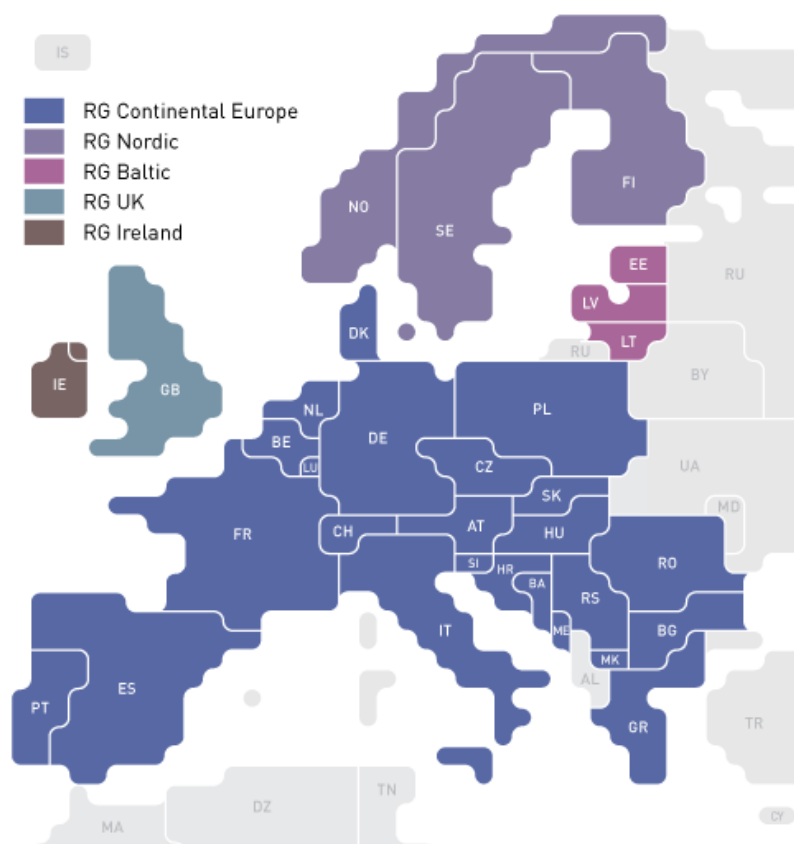 IS
RG Continental Europe
RG Nordic
RG Baltic
RG UK
RG Ireland
NO
SE
FI
EE
RU
LV
LT
DK
RU
BY
IE
GB
NL
PL
BE
DE
LU
CZ
UA
SK
MD
FR
CH
AT
HU
SI
HR
BA
RO
RS
IT
ME
BG
MK
ES
PT
AL
GR
TR
TN
DZ
MA
CY